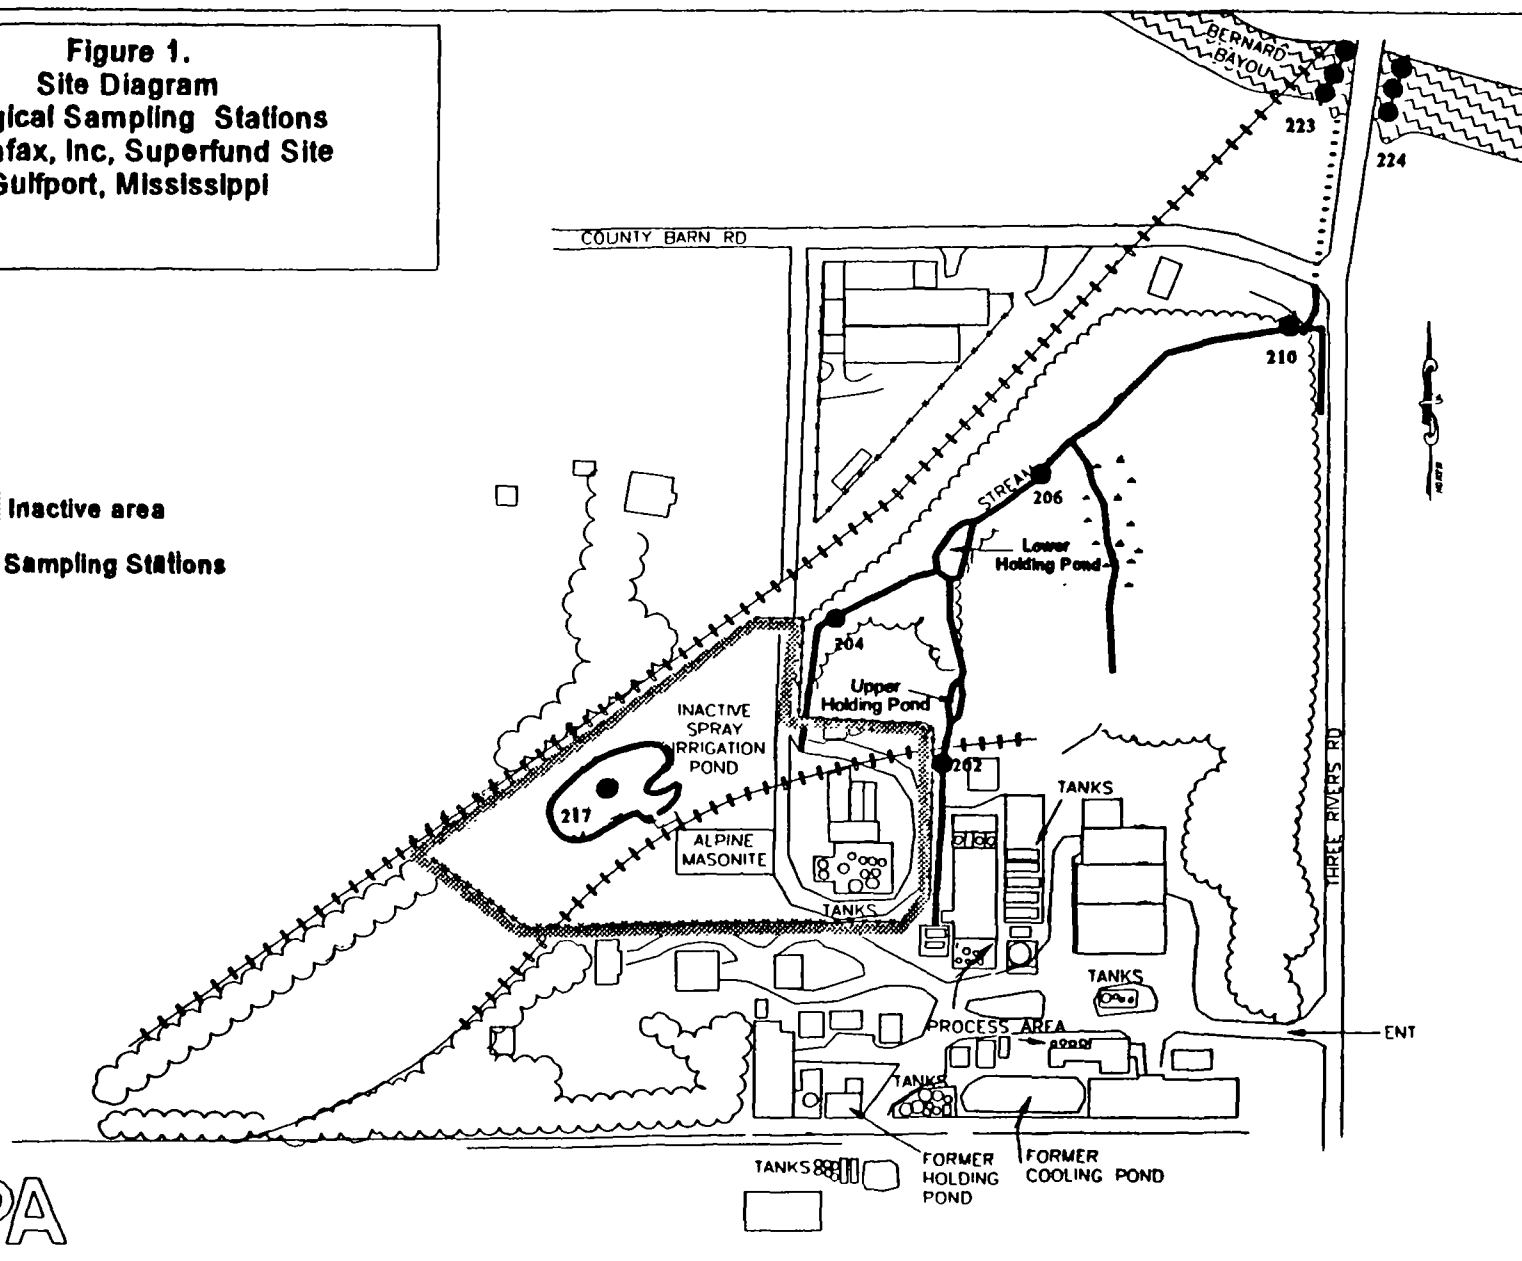 Figure 1.
Site Diagram
gical Sampling Stations
fax, Inc, Superfund Site
Gulfport, Mississippi
Inactive area
Sampling Stations
BERNARD
BAYOU
223
224
COUNTY BARN RD
210
STREAM
206
Lower
Holding Pond
204
Upper
Holding Pond
INACTIVE
SPRAY
IRRIGATION
POND
217
202
TANKS
ALPINE
MASONITE
THREE RIVERS RD
TANKS
TANKS
PROCESS AREA
ENT
TANKS
TANKS
FORMER
HOLDING
POND
FORMER
COOLING POND
PA